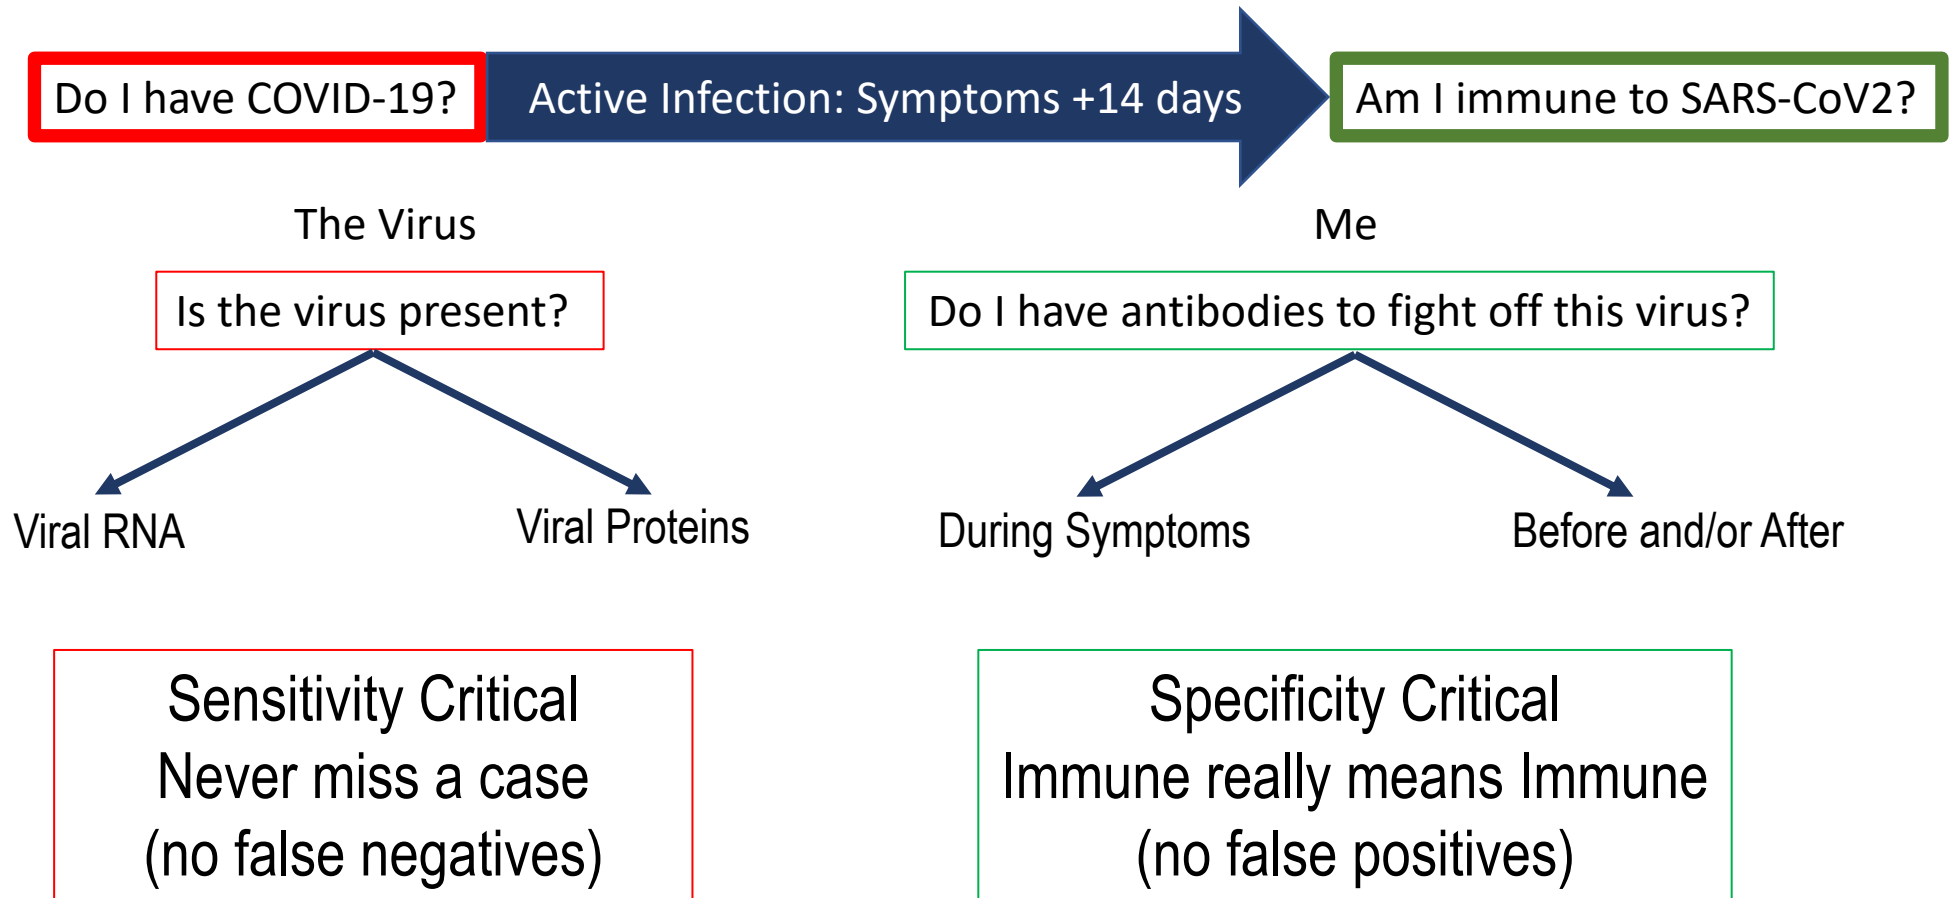 Do I have COVID-19?
Active Infection: Symptoms +14 days
Am I immune to SARS-CoV2?
The Virus
Me
Is the virus present?
Do I have antibodies to fight off this virus?
Viral RNA
Viral Proteins
During Symptoms
Before and/or After
Sensitivity Critical
Never miss a case
(no false negatives)
Specificity Critical
Immune really means Immune
(no false positives)